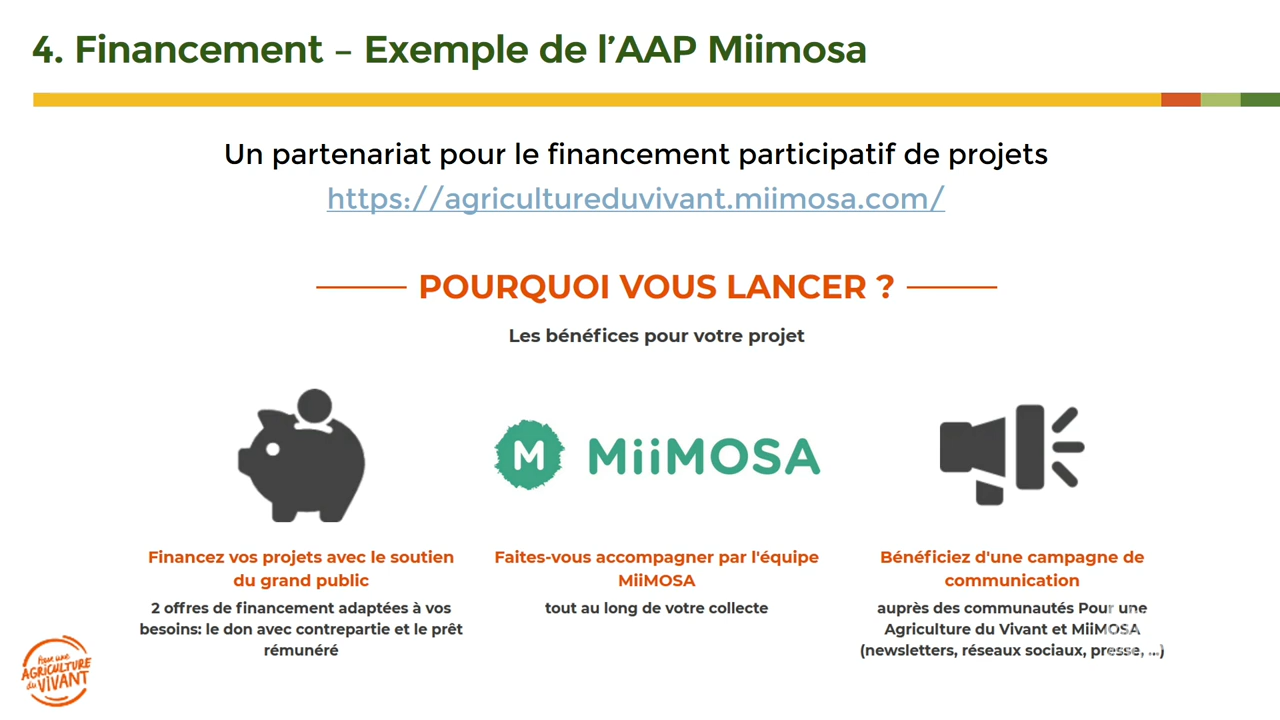 4. Financement – Exemple de l’AAP Miimosa
Un partenariat pour le financement participatif de projets
https://agricultureduvivant.miimosa.com/
POURQUOI VOUS LANCER ?
Les bénéfices pour votre projet
M MiiMOSA
Financez vos projets avec le soutien
du grand public
2 offres de financement adaptées à vos
besoins: le don avec contrepartie et le prêt
rémunéré
Faites-vous accompagner par l'équipe
MiiMOSA
tout au long de votre collecte
Bénéficiez d'une campagne de
communication
auprès des communautés Pour une
Agriculture du Vivant et MiiMOSA
(newsletters, réseaux sociaux, presse, ...)
Pour une
AGRICULTURE
du VIVANT